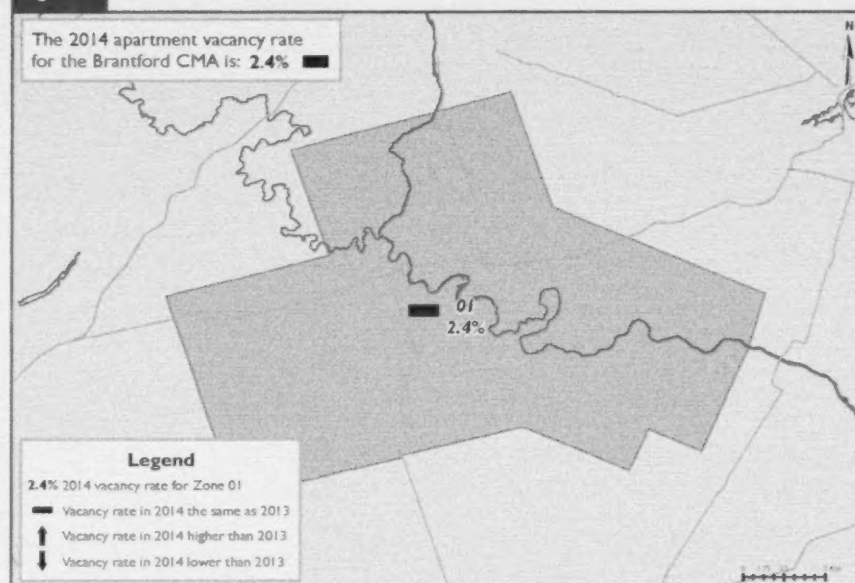 The 2014 apartment vacancy rate
for the Brantford CMA is: 2.4%
N
01
2.4%
Legend
2.4% 2014 vacancy rate for Zone 01
Vacancy rate in 2014 the same as 2013
Vacancy rate in 2014 higher than 2013
Vacancy rate in 2014 lower than 2013